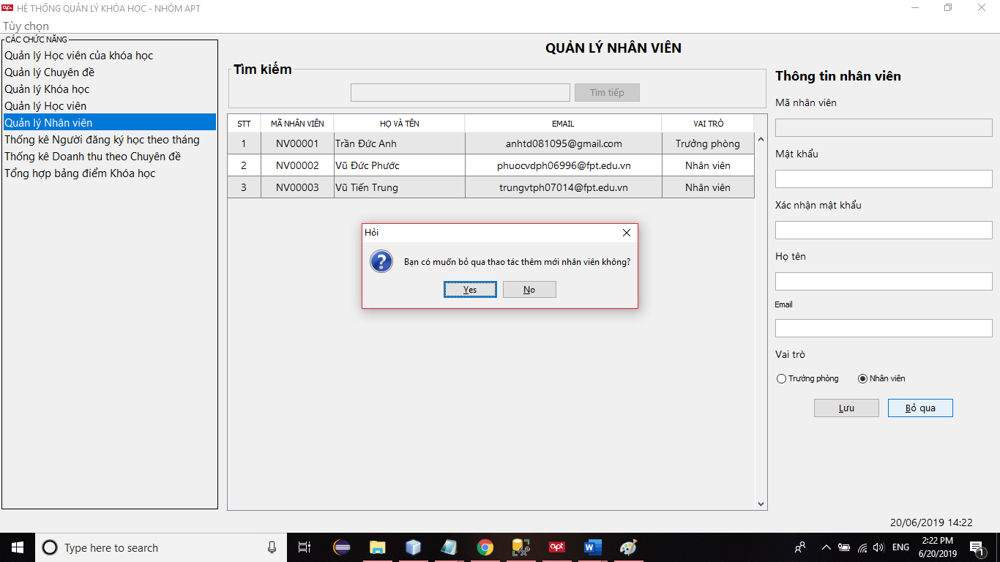 apt HỆ THỐNG QUẢN LÝ KHÓA HỌC - NHÓM APT
Tùy chọn
CÁC CHỨC NĂNG
Quản lý Học viên của khóa học
Quản lý Chuyên đề
Quản lý Khóa học
Quản lý Học viên
Quản lý Nhân viên
Thống kê Người đăng ký học theo tháng
Thống kê Doanh thu theo Chuyên đề
Tổng hợp bảng điểm Khóa học
QUẢN LÝ NHÂN VIÊN
Tìm kiếm
Tìm tiếp
STT MÃ NHÂN VIÊN HỌ VÀ TÊN EMAIL VAI TRÒ
1 NV00001 Trần Đức Anh anhtd081095@gmail.com Trưởng phòng
2 NV00002 Vũ Đức Phước phuocvdph06996@fpt.edu.vn Nhân viên
3 NV00003 Vũ Tiến Trung trungvtph07014@fpt.edu.vn Nhân viên
Hỏi
Bạn có muốn bỏ qua thao tác thêm mới nhân viên không?
Yes No
Thông tin nhân viên
Mã nhân viên
Mật khẩu
Xác nhận mật khẩu
Họ tên
Email
Vai trò
Trưởng phòng Nhân viên
Lưu Bỏ qua
20/06/2019 14:22
Type here to search
apt
W
ENG
2:22 PM
6/20/2019
1